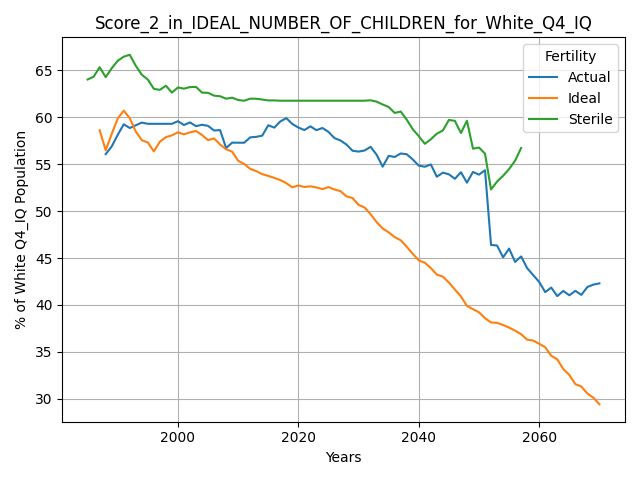 Score_2_in_IDEAL_NUMBER_OF_CHILDREN_for_White_Q4_IQ
Fertility
Actual
Ideal
Sterile
% of White Q4_IQ Population
65
60
55
50
45
40
35
30
2000
2020
2040
2060
Years